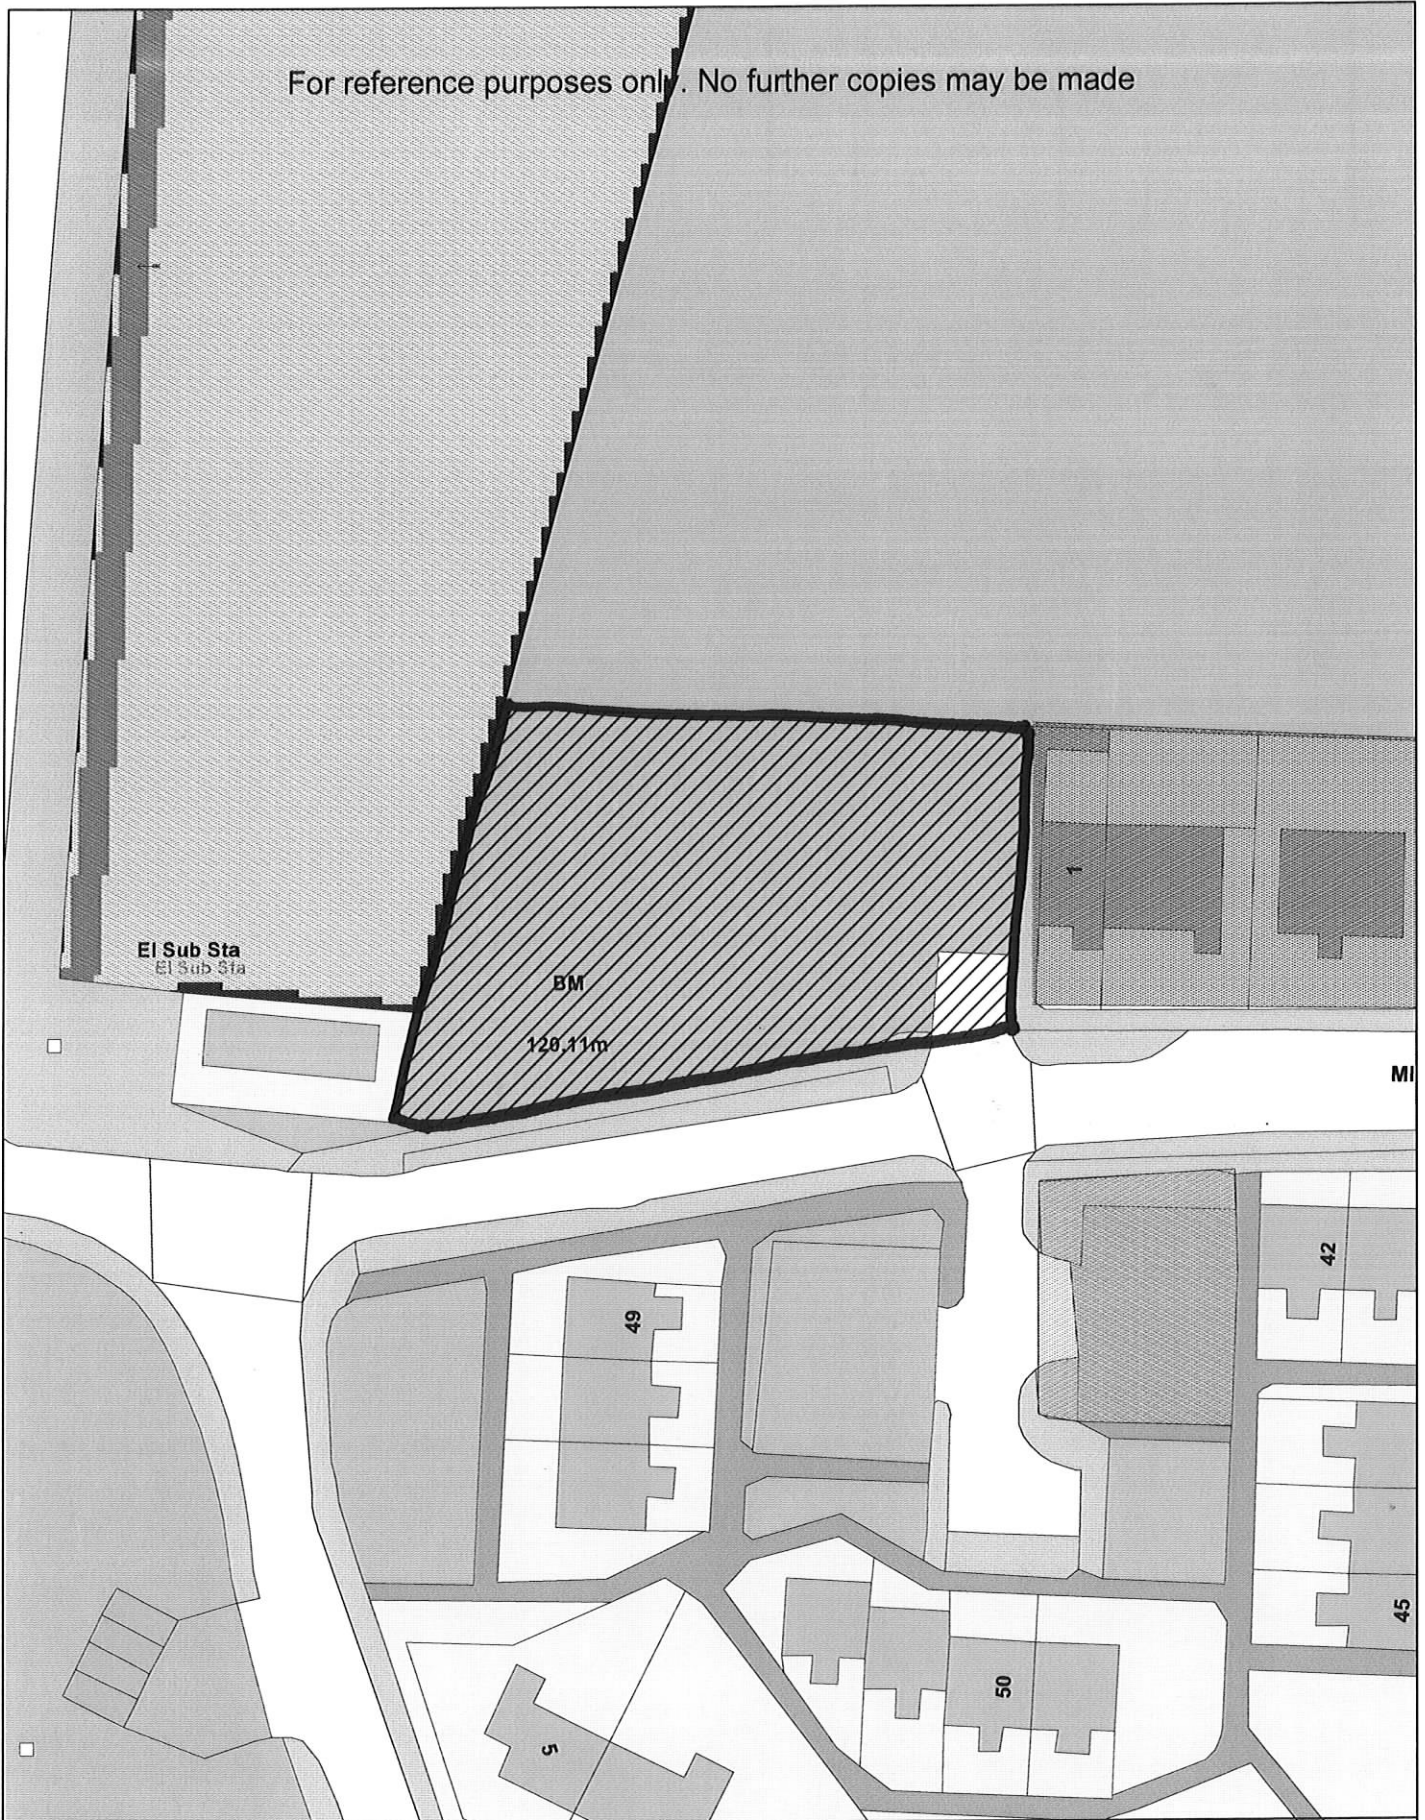 For reference purposes only. No further copies may be made
El Sub Sta
El Sub Sta
BM
120.11m
1
MI
49
42
45
50
5